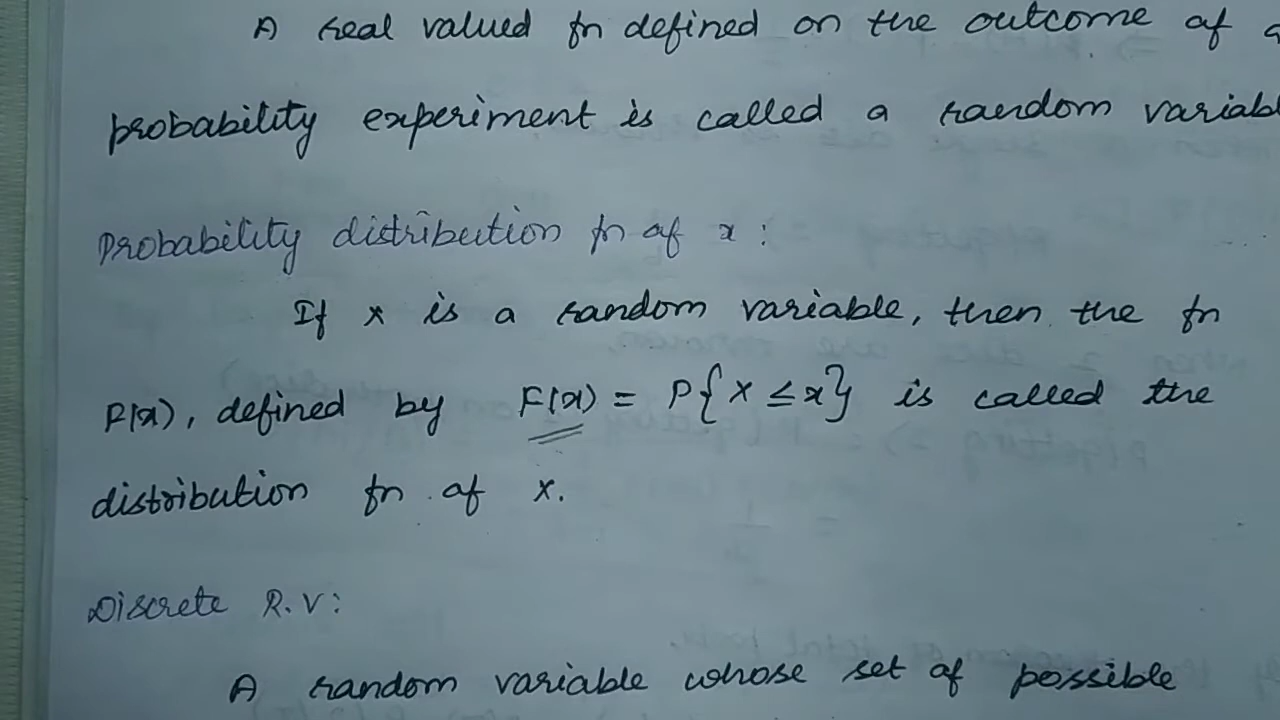 A real valued fn defined on the outcome of a
probability experiment is called a random variabl
Probability distribution fn of x :
If x is a random variable, then the fn
F(x), defined by F(x) = P{X ≤ x} is called the
distribution fn of x.
Discrete R.V :
A random variable whose set of possible